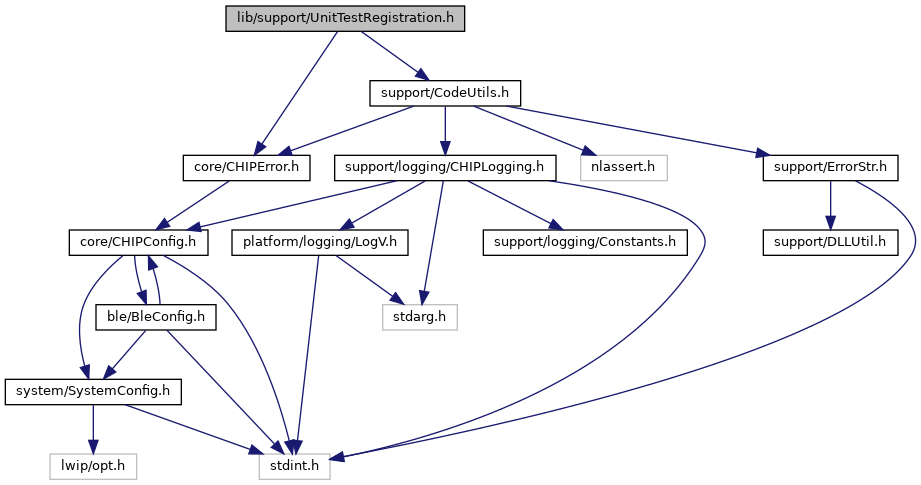 lib/support/UnitTestRegistration.h
support/CodeUtils.h
core/CHIPError.h
support/logging/CHIPLogging.h
nlassert.h
support/ErrorStr.h
core/CHIPConfig.h
platform/logging/LogV.h
support/logging/Constants.h
support/DLLUtil.h
ble/BleConfig.h
stdarg.h
system/SystemConfig.h
lwip/opt.h
stdint.h